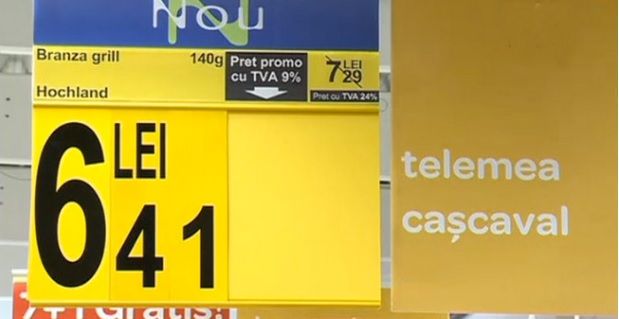 Nou
Branza grill 140g
Hochland
Pret promo
cu TVA 9%
7 LEI 29
Pret cu TVA 24%
6 LEI 41
telemea
cașcaval
Gratis!